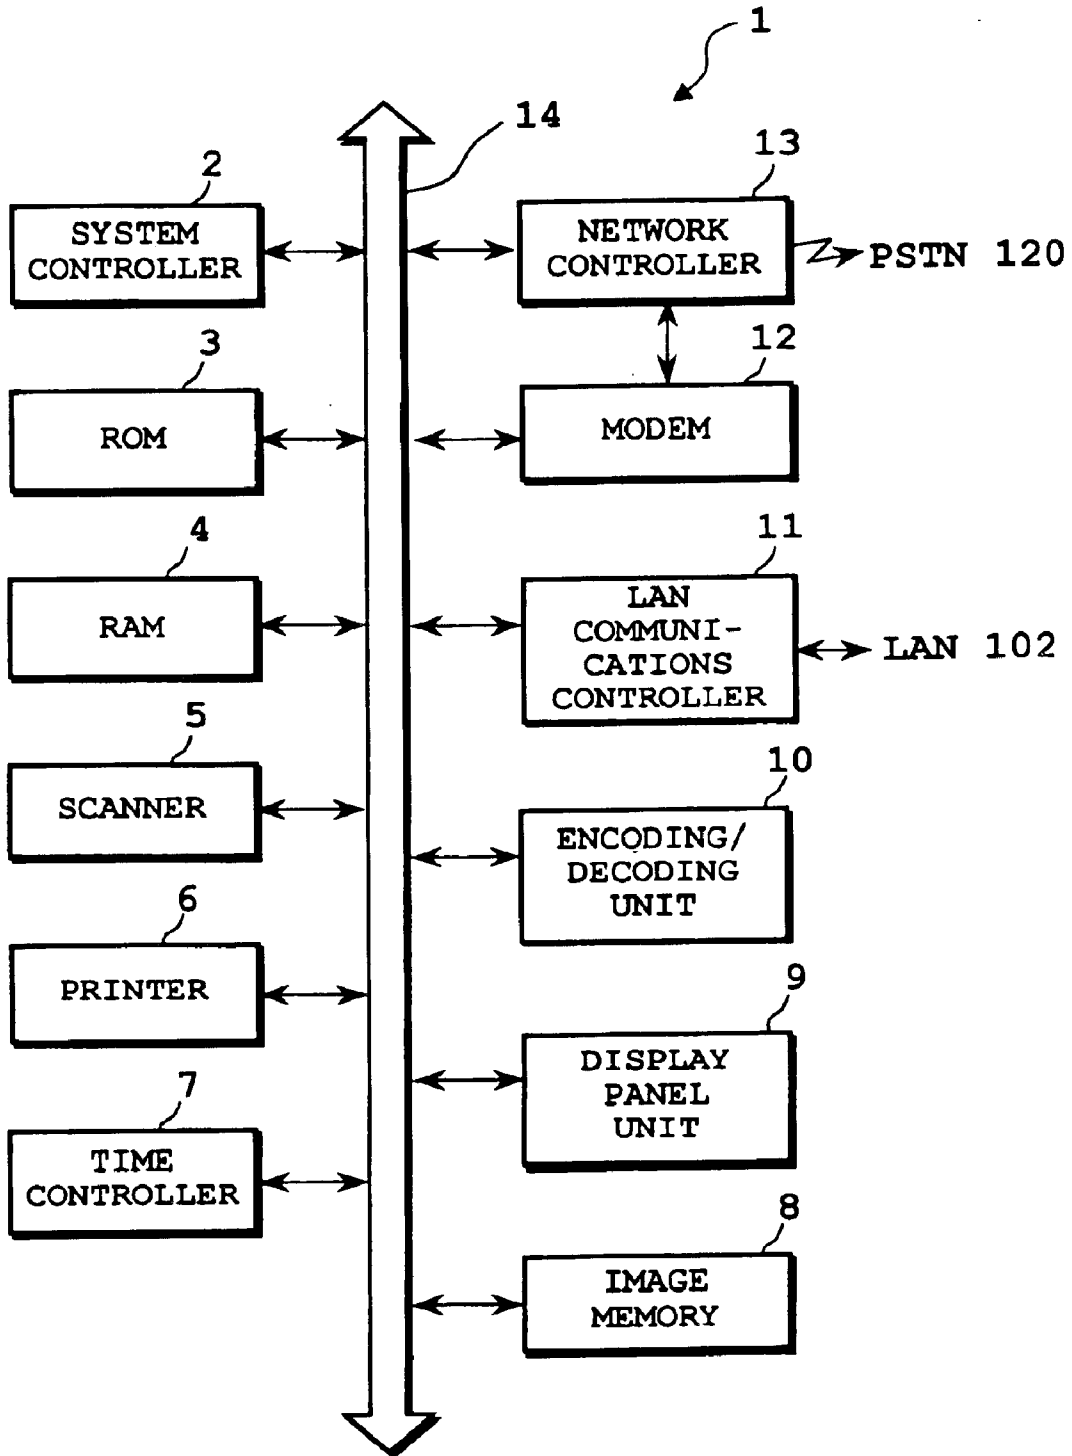 1
14
2
SYSTEM
CONTROLLER
3
ROM
4
RAM
5
SCANNER
6
PRINTER
7
TIME
CONTROLLER
13
NETWORK
CONTROLLER
PSTN 120
12
MODEM
11
LAN
COMMUNI-
CATIONS
CONTROLLER
LAN 102
10
ENCODING/
DECODING
UNIT
9
DISPLAY
PANEL
UNIT
8
IMAGE
MEMORY